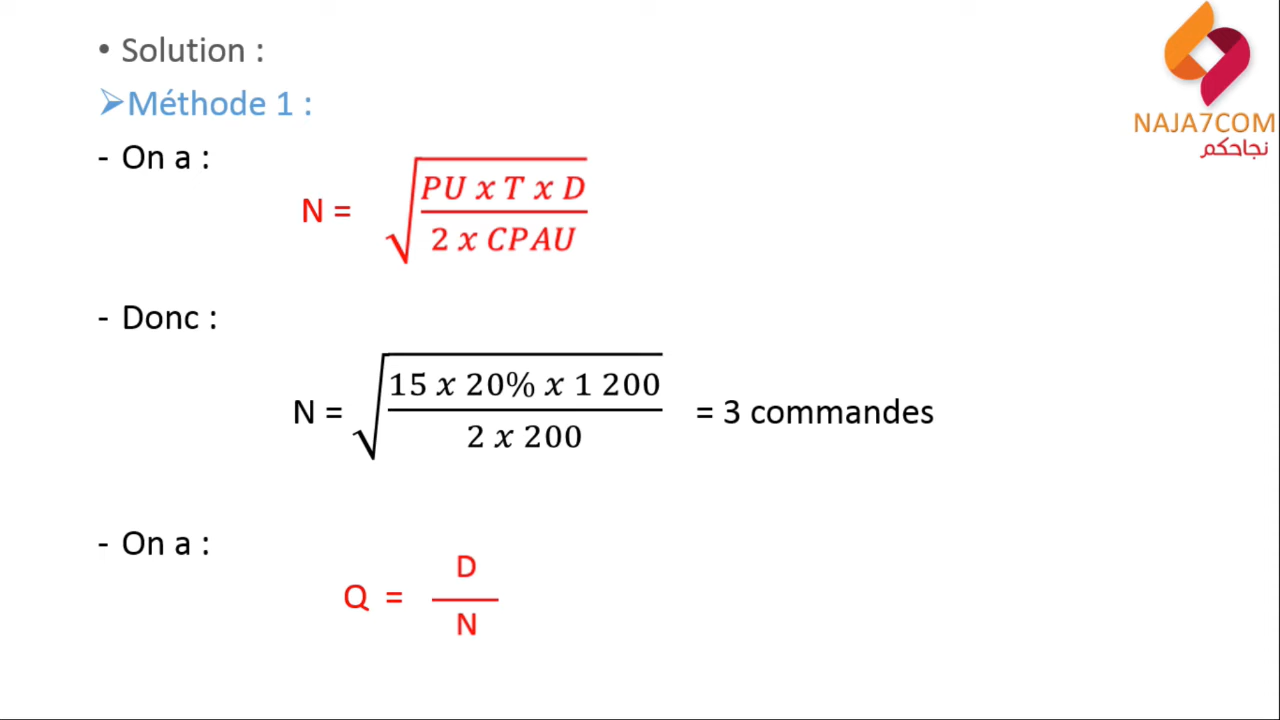 • Solution :
➢Méthode 1 :
- On a :
N = √(PU x T x D / 2 x CPAU)
- Donc :
N = √(15 x 20% x 1 200 / 2 x 200) = 3 commandes
- On a :
Q = D / N
NAJA7COM
نجاحكم